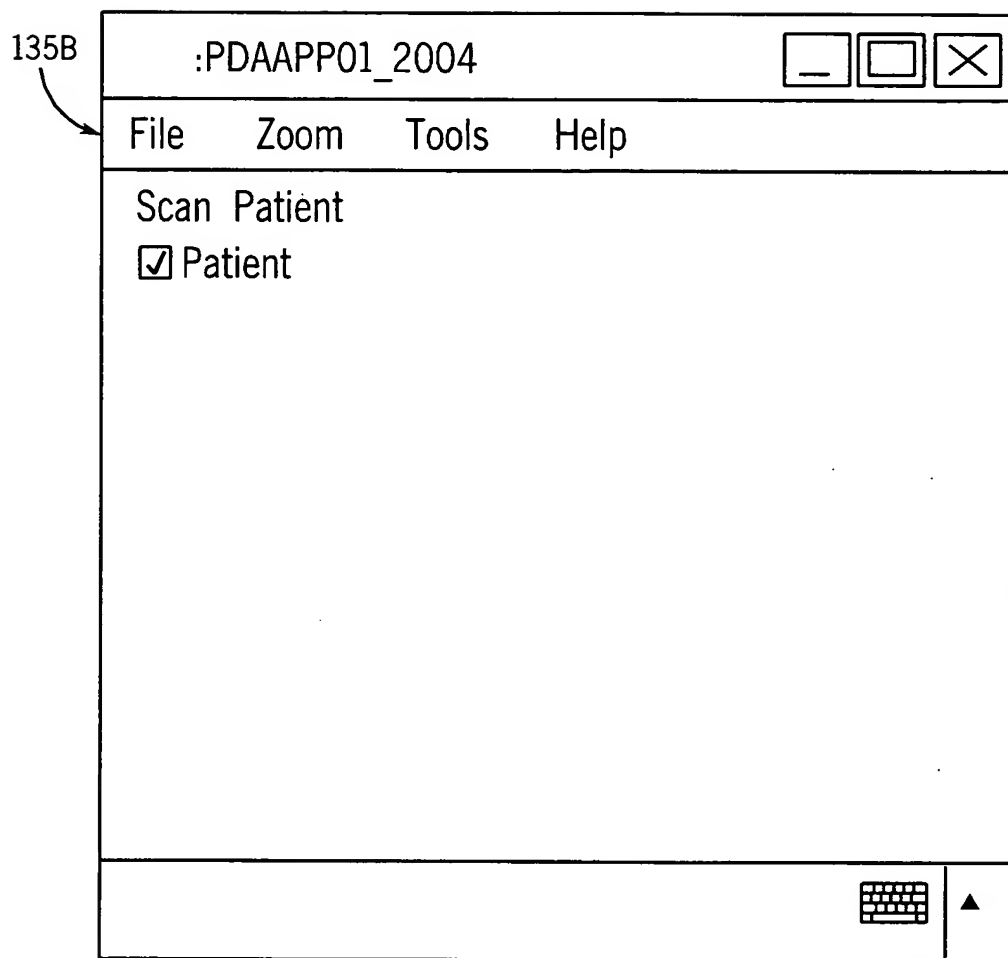 135B
:PDAAPP01_2004
File Zoom Tools Help
Scan Patient
Patient